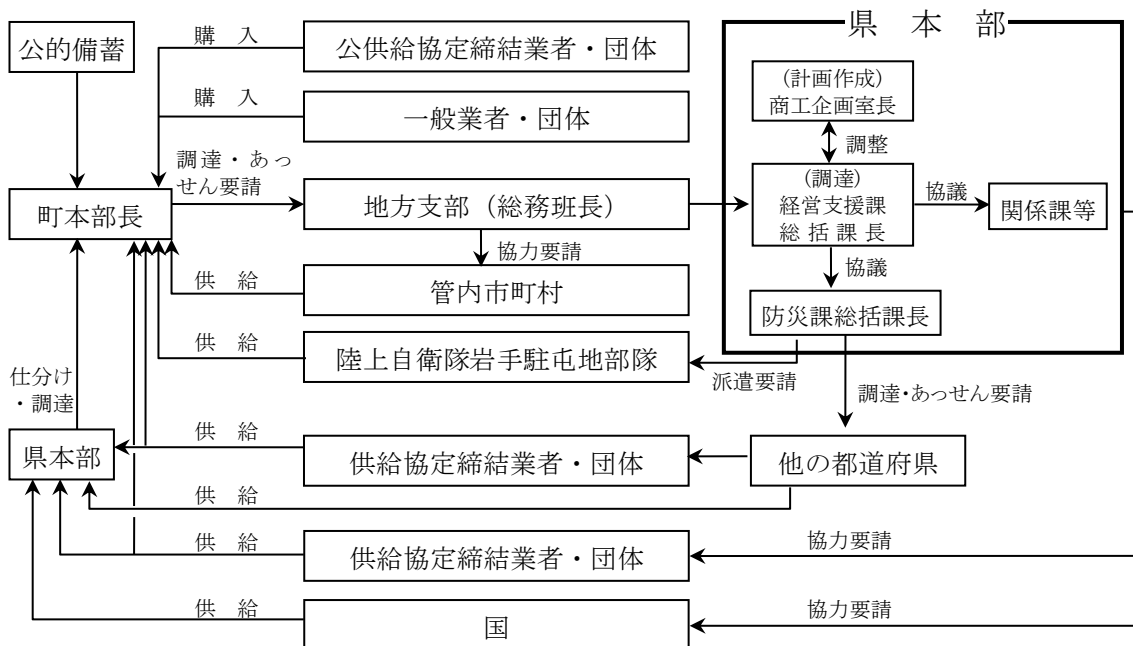 公的備蓄
購　入
公供給協定締結業者・団体
県　本　部
(計画作成)
商工企画室長
購　入
一般業者・団体
調整
調達・あっ
せん要請
町本部長
地方支部（総務班長）
(調達)
経営支援課
総 括 課 長
協議
関係課等
協力要請
協議
供　給
管内市町村
防災課総括課長
供　給
陸上自衛隊岩手駐屯地部隊
派遣要請
仕分け
・調達
調達・あっせん要請
県本部
供　給
供給協定締結業者・団体
他の都道府県
供　給
供　給
供給協定締結業者・団体
協力要請
供　給
国
協力要請